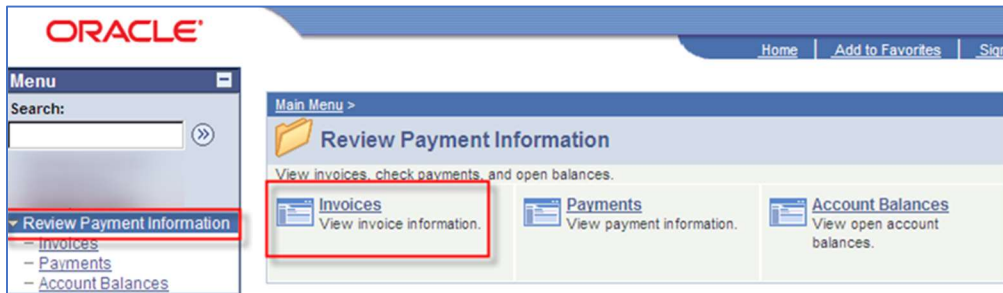 ORACLE
Home | Add to Favorites |
Menu
Search:
Main Menu >
Review Payment Information
View invoices, check payments, and open balances.
Review Payment Information
Invoices
Payments
Account Balances
Invoices
View invoice information.
Payments
View payment information.
Account Balances
View open account
balances.